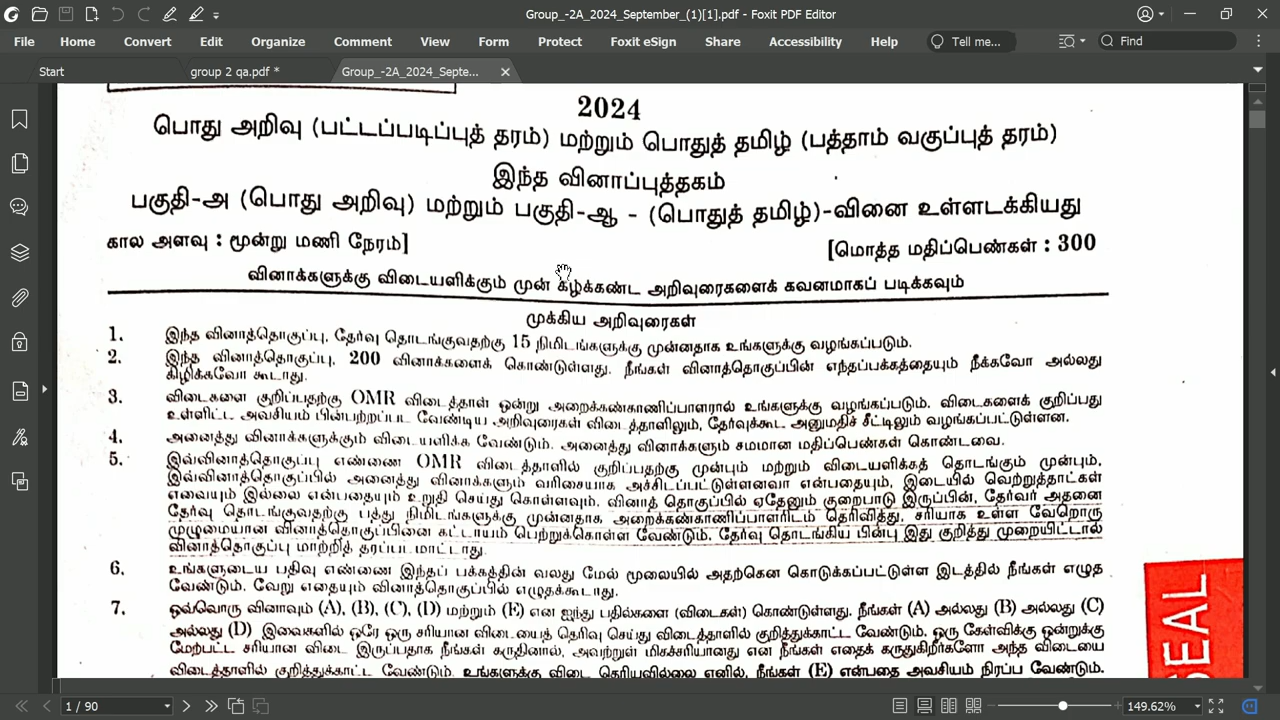 Group_-2A_2024_September_(1)[1].pdf - Foxit PDF Editor
File Home Convert Edit Organize Comment View Form Protect Foxit eSign Share Accessibility Help Tell me... Find
Start group 2 qa.pdf * Group_-2A_2024_Septe...
2024
பொது அறிவு (பட்டப்படிப்புத் தரம்) மற்றும் பொதுத் தமிழ் (பத்தாம் வகுப்புத் தரம்)
இந்த வினாப்புத்தகம்
பகுதி-அ (பொது அறிவு) மற்றும் பகுதி-ஆ - (பொதுத் தமிழ்)-வினை உள்ளடக்கியது
கால அளவு : மூன்று மணி நேரம்] [மொத்த மதிப்பெண்கள் : 300
வினாக்களுக்கு விடையளிக்கும் முன் கீழ்க்கண்ட அறிவுரைகளைக் கவனமாகப் படிக்கவும்
முக்கிய அறிவுரைகள்
1. இந்த வினாத்தொகுப்பு, தேர்வு தொடங்குவதற்கு 15 நிமிடங்களுக்கு முன்னதாக உங்களுக்கு வழங்கப்படும்.
2. இந்த வினாத்தொகுப்பு, 200 வினாக்களைக் கொண்டுள்ளது. நீங்கள் வினாத்தொகுப்பின் எந்தப்பக்கத்தையும் நீக்கவோ அல்லது
கிழிக்கவோ கூடாது.
3. விடைகளை குறிப்பதற்கு OMR விடைத்தாள் ஒன்று அறைக்கண்காணிப்பாளரால் உங்களுக்கு வழங்கப்படும். விடைகளைக் குறிப்பது
உள்ளிட்ட அவசியம் பின்பற்றப்பட வேண்டிய அறிவுரைகள் விடைத்தாளிலும், தேர்வுக்கூட அனுமதிச் சீட்டிலும் வழங்கப்பட்டுள்ளன.
4. அனைத்து வினாக்களுக்கும் விடையளிக்க வேண்டும். அனைத்து வினாக்களும் சமமான மதிப்பெண்கள் கொண்டவை.
5. இவ்வினாத்தொகுப்பு எண்ணை OMR விடைத்தாளில் குறிப்பதற்கு முன்பும் மற்றும் விடையளிக்கத் தொடங்கும் முன்பும்,
இவ்வினாத்தொகுப்பில் அனைத்து வினாக்களும் வரிசையாக அச்சிடப்பட்டுள்ளனவா என்பதையும், இடையில் வெற்றுத்தாட்கள்
எவையும் இல்லை என்பதையும் உறுதி செய்து கொள்ளவும். வினாத் தொகுப்பில் ஏதேனும் குறைபாடு இருப்பின், தேர்வர் அதனை
தேர்வு தொடங்குவதற்கு பத்து நிமிடங்களுக்கு முன்னதாக அறைக்கண்காணிப்பாளரிடம் தெரிவித்து, சரியாக உள்ள வேறொரு
முழுமையான வினாத்தொகுப்பினை கட்டாயம் பெற்றுக்கொள்ள வேண்டும். தேர்வு தொடங்கிய பின்பு இது குறித்து முறையிட்டால்
வினாத்தொகுப்பு மாற்றித் தரப்படமாட்டாது.
6. உங்களுடைய பதிவு எண்ணை இந்தப் பக்கத்தின் வலது மேல் மூலையில் அதற்கென கொடுக்கப்பட்டுள்ள இடத்தில் நீங்கள் எழுத
வேண்டும். வேறு எதையும் வினாத்தொகுப்பில் எழுதக்கூடாது.
7. ஒவ்வொரு வினாவும் (A), (B), (C), (D) மற்றும் (E) என ஐந்து பதில்களை (விடைகள்) கொண்டுள்ளது. நீங்கள் (A) அல்லது (B) அல்லது (C)
அல்லது (D) இவைகளில் ஒரே ஒரு சரியான விடையைத் தெரிவு செய்து விடைத்தாளில் குறித்துக்காட்ட வேண்டும். ஒரு கேள்விக்கு ஒன்றுக்கு
மேற்பட்ட சரியான விடை இருப்பதாக நீங்கள் கருதினால், அவற்றுள் மிகச்சரியானது என நீங்கள் எதைக் கருதுகிறீர்களோ அந்த விடையை
விடைத்தாளில் குறித்துக்காட்ட வேண்டும். உங்களுக்கு விடை தெரியவில்லை எனில், நீங்கள் (E) என்பதை அவசியம் நிரப்ப வேண்டும்.
SEAL
1 / 90 149.62%